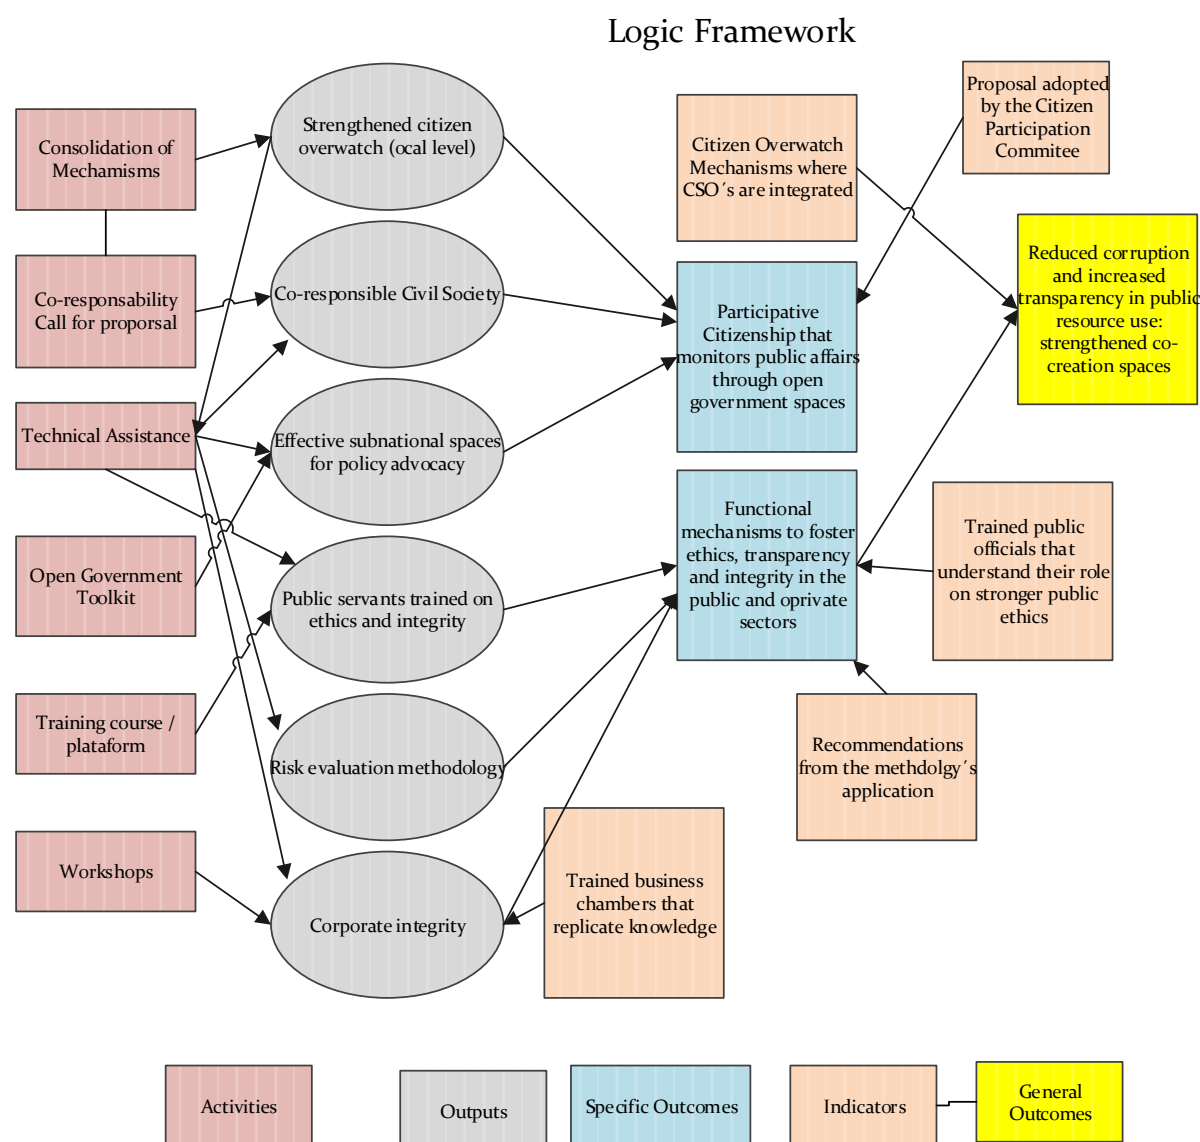 Logic Framework
Consolidation of
Mechamisms
Co-responsability
Call for proporsal
Technical Assistance
Open Government
Toolkit
Training course /
plataform
Workshops
Strengthened citizen
overwatch (ocal level)
Co-responsible Civil Society
Effective subnational spaces
for policy advocacy
Public servants trained on
ethics and integrity
Risk evaluation methodology
Corporate integrity
Citizen Overwatch
Mechanisms where
CSO´s are integrated
Participative
Citizenship that
monitors public affairs
through open
government spaces
Functional
mechanisms to foster
ethics, transparency
and integrity in the
public and oprivate
sectors
Trained business
chambers that
replicate knowledge
Proposal adopted
by the Citizen
Participation
Commitee
Reduced corruption
and increased
transparency in public
resource use:
strengthened co-
creation spaces
Trained public
officials that
understand their role
on stronger public
ethics
Recommendations
from the methdolgy´s
application
Activities
Outputs
Specific Outcomes
Indicators
General
Outcomes